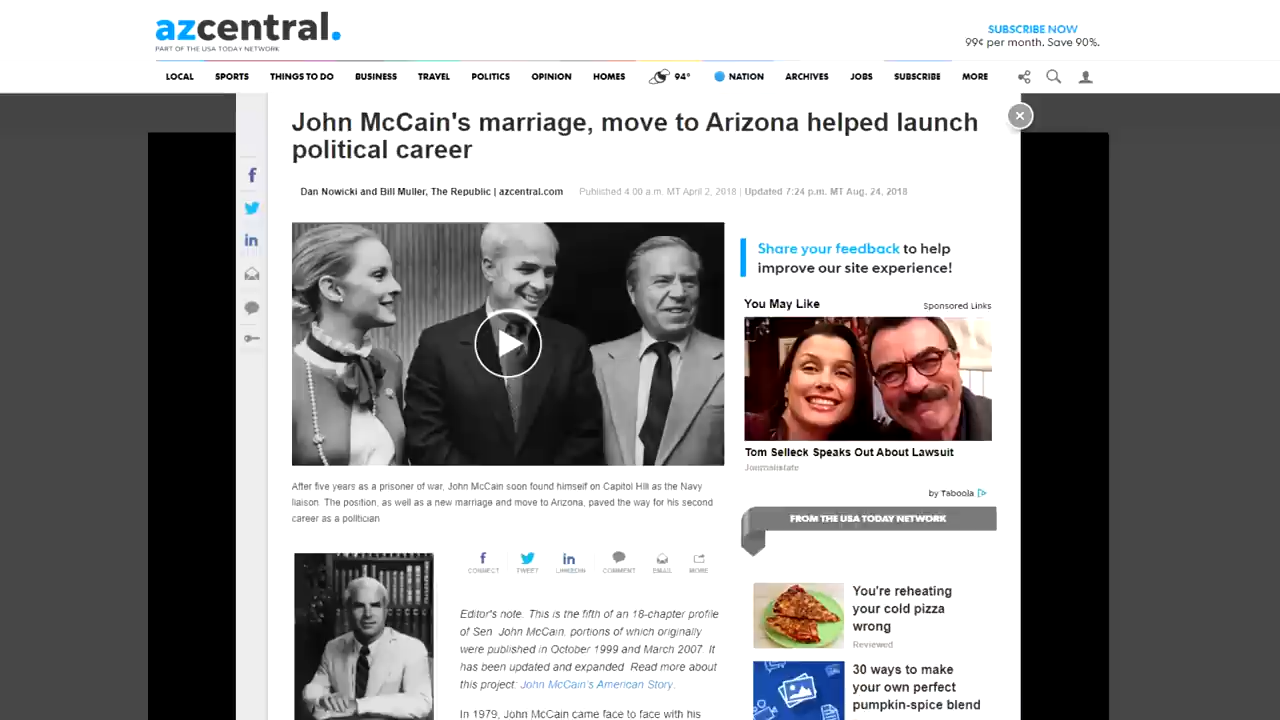 azcentral.
PART OF THE USA TODAY NETWORK
SUBSCRIBE NOW
99¢ per month. Save 90%.
LOCAL SPORTS THINGS TO DO BUSINESS TRAVEL POLITICS OPINION HOMES 94° NATION ARCHIVES JOBS SUBSCRIBE MORE
John McCain's marriage, move to Arizona helped launch
political career
Dan Nowicki and Bill Muller, The Republic | azcentral.com Published 4:00 a.m. MT April 2, 2018 | Updated 7:24 p.m. MT Aug. 24, 2018
After five years as a prisoner of war, John McCain soon found himself on Capitol Hill as the Navy
liaison. The position, as well as a new marriage and move to Arizona, paved the way for his second
career as a politician.
CONNECT TWEET LINKEDIN COMMENT EMAIL MORE
Editor's note: This is the fifth of an 18-chapter profile
of Sen. John McCain, portions of which originally
were published in October 1999 and March 2007. It
has been updated and expanded. Read more about
this project: John McCain's American Story.
In 1979, John McCain came face to face with his
Share your feedback to help
improve our site experience!
You May Like Sponsored Links
Tom Selleck Speaks Out About Lawsuit
Journalistate
by Taboola
FROM THE USA TODAY NETWORK
You're reheating
your cold pizza
wrong
Reviewed
30 ways to make
your own perfect
pumpkin-spice blend